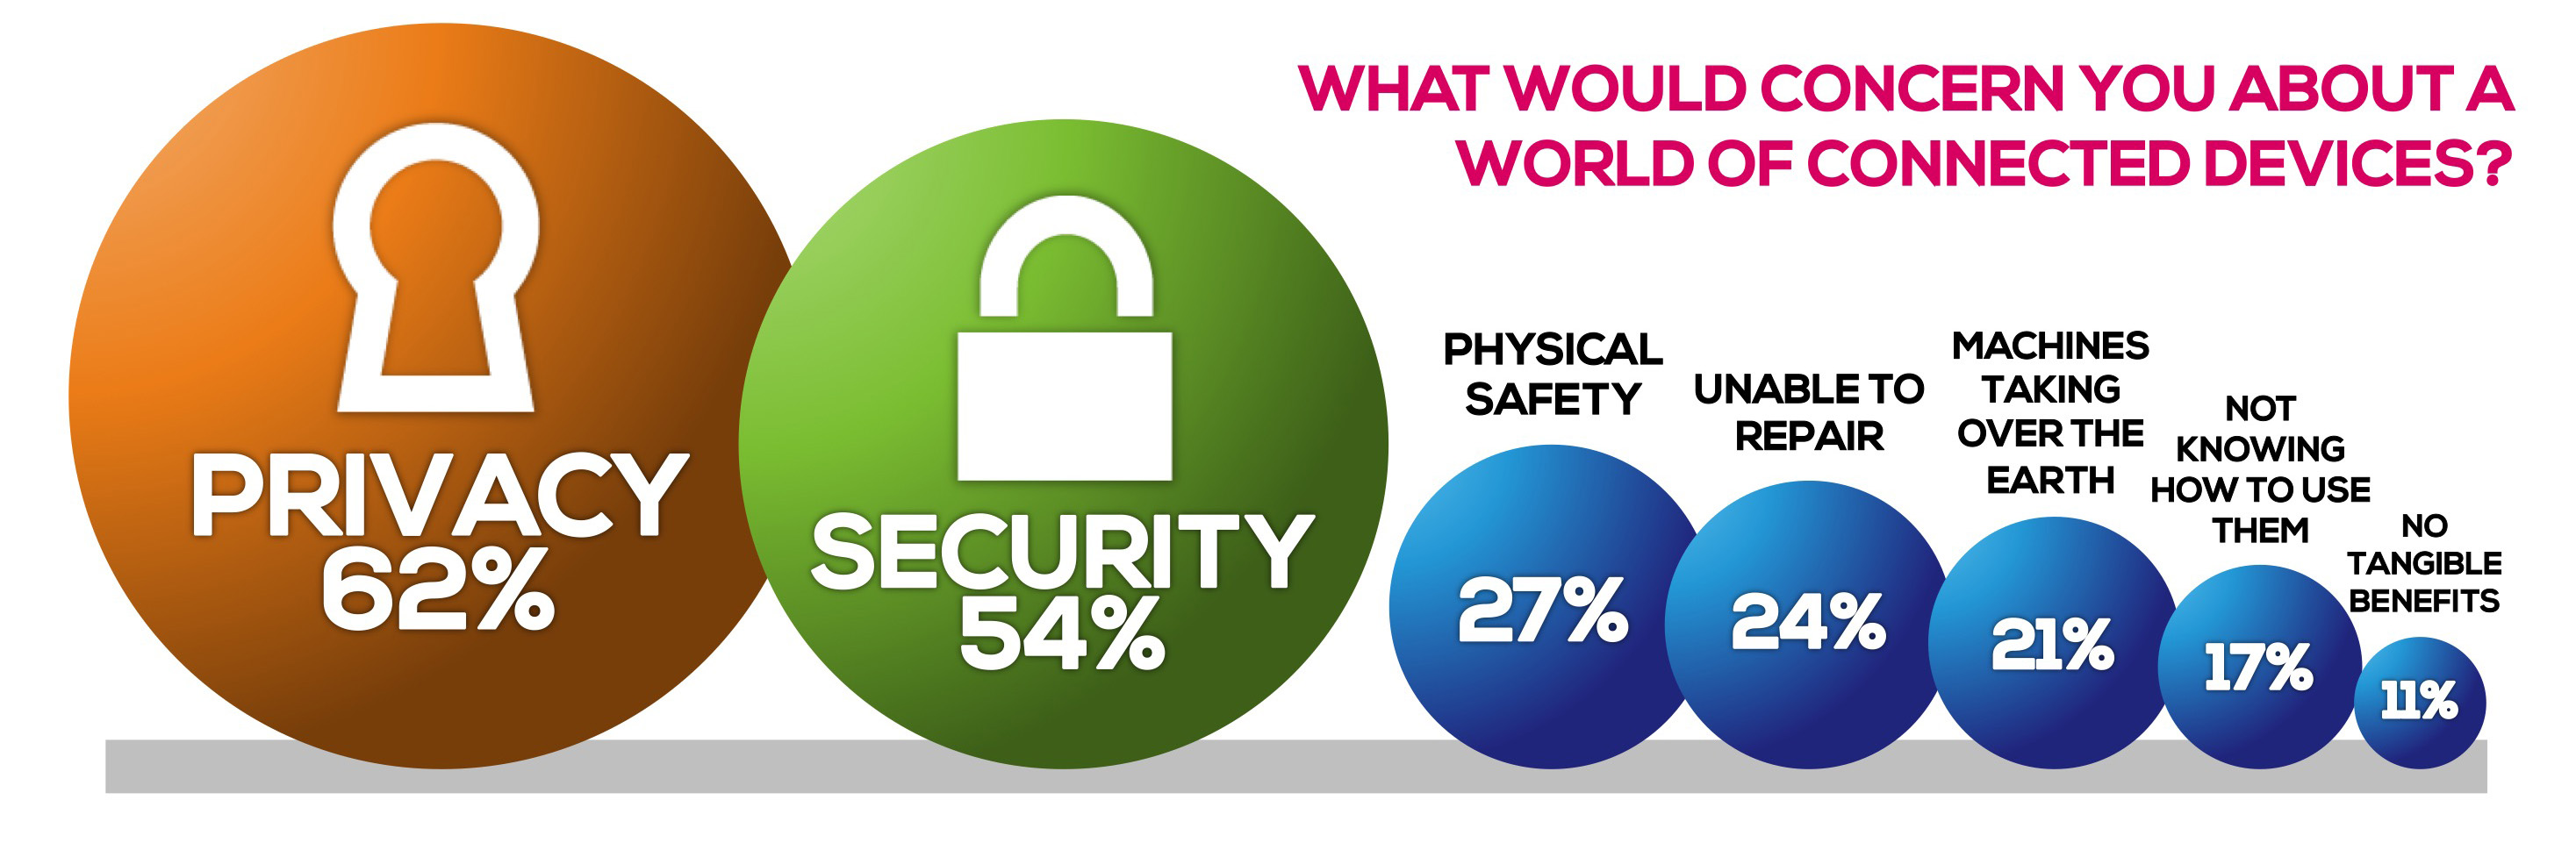 WHAT WOULD CONCERN YOU ABOUT A
WORLD OF CONNECTED DEVICES?
PRIVACY
62%
SECURITY
54%
PHYSICAL
SAFETY
27%
UNABLE TO
REPAIR
24%
MACHINES
TAKING
OVER THE
EARTH
21%
NOT
KNOWING
HOW TO USE
THEM
17%
NO
TANGIBLE
BENEFITS
11%